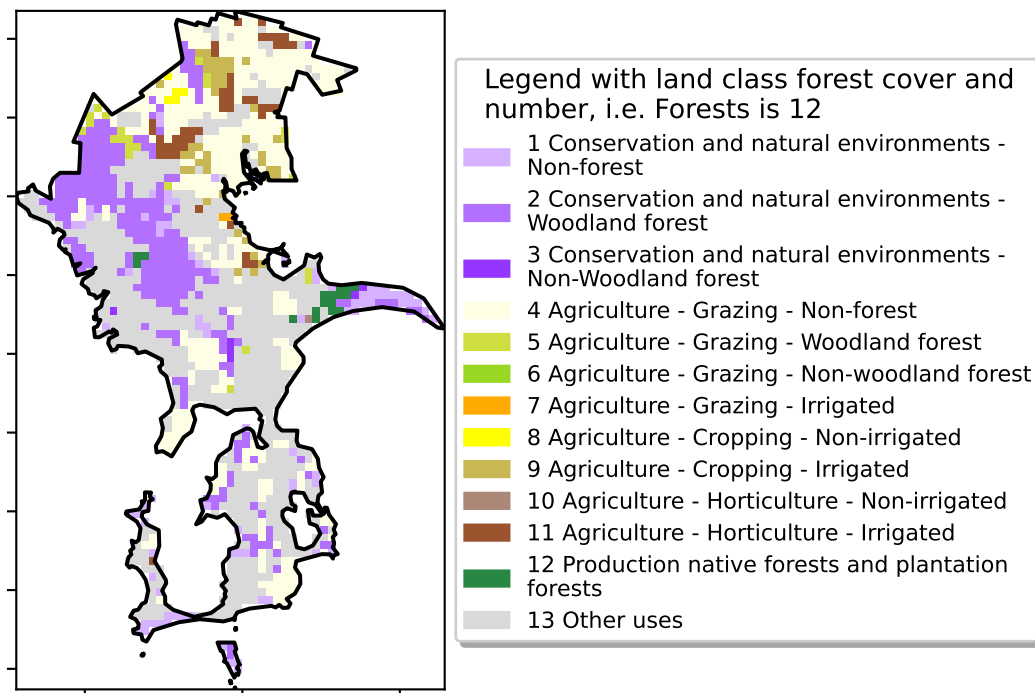 Legend with land class forest cover and
number, i.e. Forests is 12
1 Conservation and natural environments -
Non-forest
2 Conservation and natural environments -
Woodland forest
3 Conservation and natural environments -
Non-Woodland forest
4 Agriculture - Grazing - Non-forest
5 Agriculture - Grazing - Woodland forest
6 Agriculture - Grazing - Non-woodland forest
7 Agriculture - Grazing - Irrigated
8 Agriculture - Cropping - Non-irrigated
9 Agriculture - Cropping - Irrigated
10 Agriculture - Horticulture - Non-irrigated
11 Agriculture - Horticulture - Irrigated
12 Production native forests and plantation
forests
13 Other uses